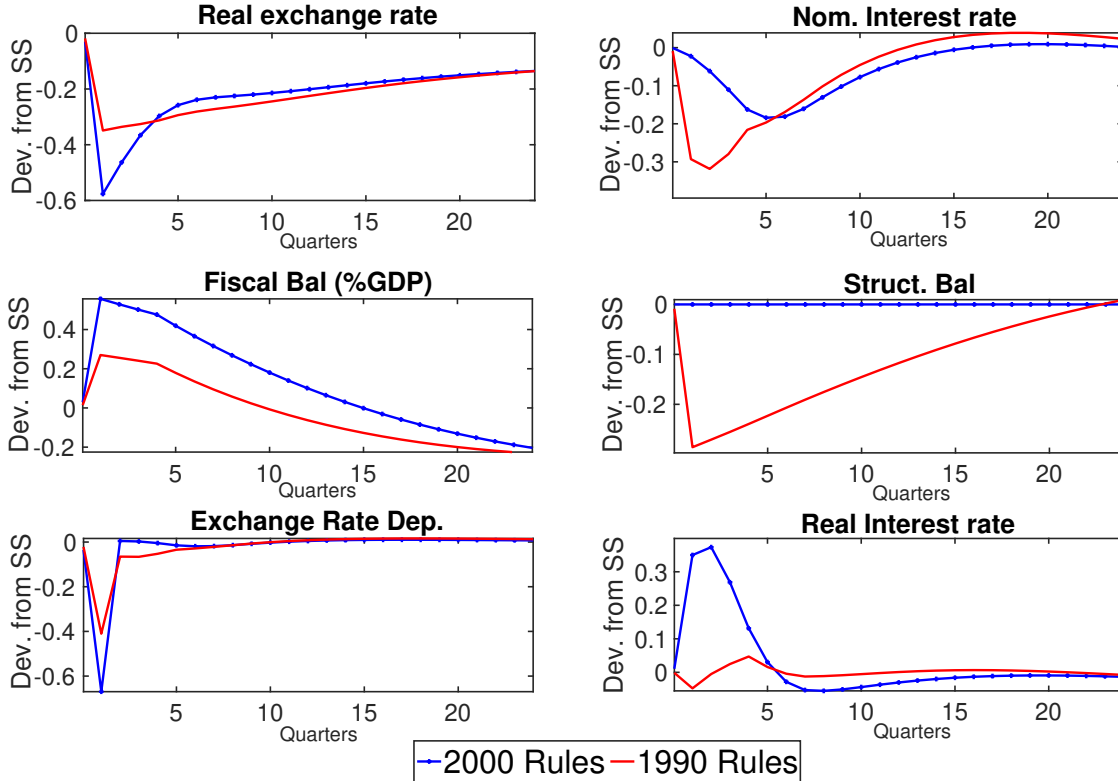 Real exchange rate
Dev. from SS
0
-0.2
-0.4
-0.6
5
10
15
20
Quarters
Nom. Interest rate
Dev. from SS
0
-0.1
-0.2
-0.3
5
10
15
20
Quarters
Fiscal Bal (%GDP)
Dev. from SS
0.4
0.2
0
-0.2
5
10
15
20
Quarters
Struct. Bal
Dev. from SS
0
-0.1
-0.2
5
10
15
20
Quarters
Exchange Rate Dep.
Dev. from SS
0
-0.2
-0.4
-0.6
5
10
15
20
Quarters
Real Interest rate
Dev. from SS
0.3
0.2
0.1
0
5
10
15
20
Quarters
2000 Rules
1990 Rules